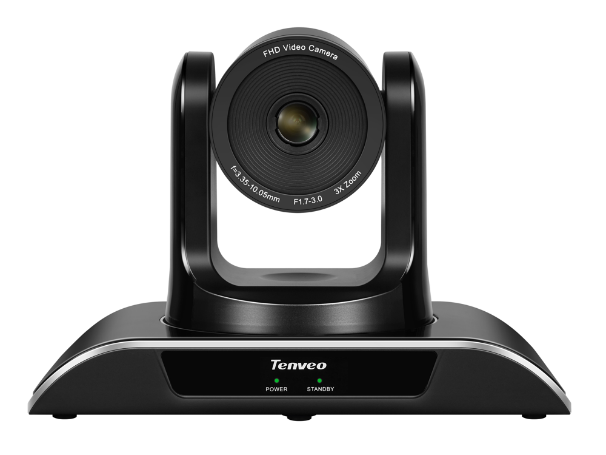 FHD Video Camera
f=3.35-10.05mm F1.7-3.0 3X Zoom
Tenveo
POWER STANDBY